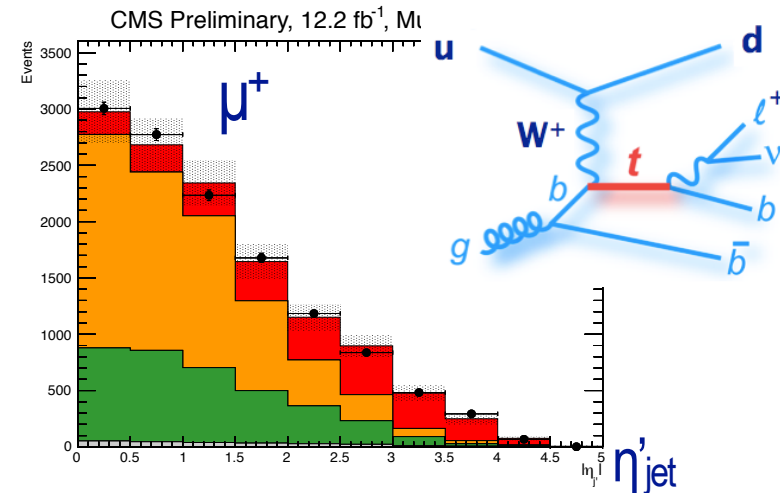 CMS Preliminary, 12.2 fb⁻¹, Mu
Events
3500
3000
2500
2000
1500
1000
500
0
0 0.5 1 1.5 2 2.5 3 3.5 4 4.5 5
|η_j'|
η'jet
μ⁺
u
d
W⁺
t
ℓ⁺
ν
b
b
g
b̄